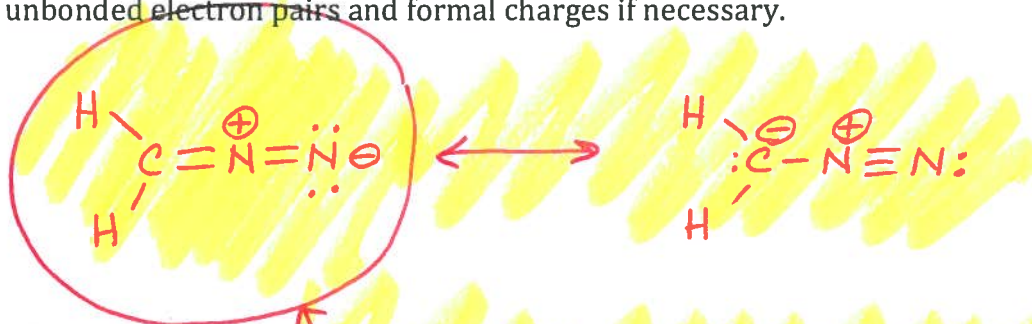 unbonded electron pairs and formal charges if necessary.
H ⊕ H ⊖ ⊕
C=N=N̤̈⊖ ↔ :C–N≡N:
H H